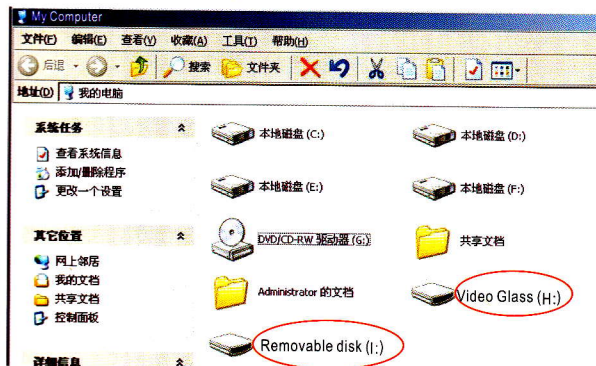 My Computer
文件(F) 编辑(E) 查看(V) 收藏(A) 工具(T) 帮助(H)
后退 搜索 文件夹
地址(D) 我的电脑
系统任务
查看系统信息
添加/删除程序
更改一个设置
其它位置
网上邻居
我的文档
共享文档
控制面板
详细信息
本地磁盘 (C:) 本地磁盘 (D:)
本地磁盘 (E:) 本地磁盘 (F:)
DVD/CD-RW 驱动器 (G:) 共享文档
Administrator 的文档 Video Glass (H:)
Removable disk (I:)